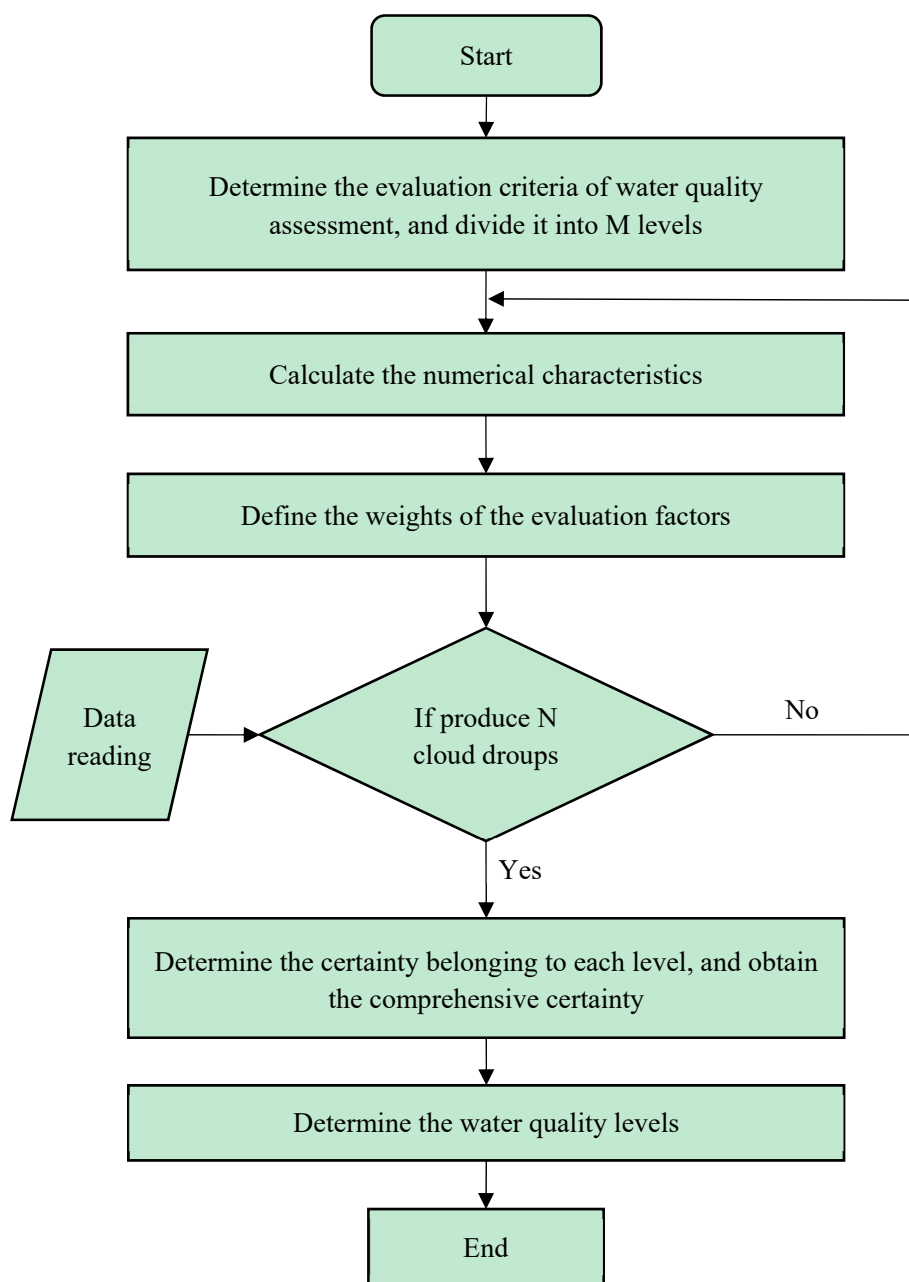 Start
Determine the evaluation criteria of water quality
assessment, and divide it into M levels
Calculate the numerical characteristics
Define the weights of the evaluation factors
Data
reading
If produce N
cloud droups
No
Yes
Determine the certainty belonging to each level, and obtain
the comprehensive certainty
Determine the water quality levels
End